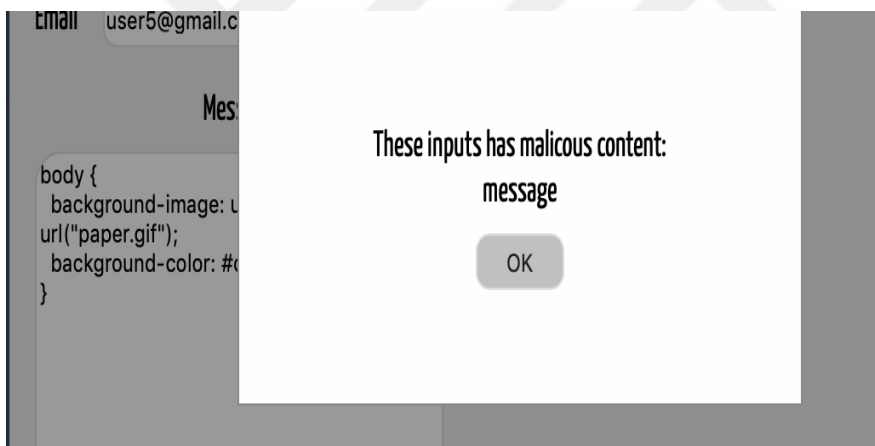 Email user5@gmail.c
Mes
These inputs has malicous content:
message
OK
body {
background-image: u
url("paper.gif");
background-color: #
}